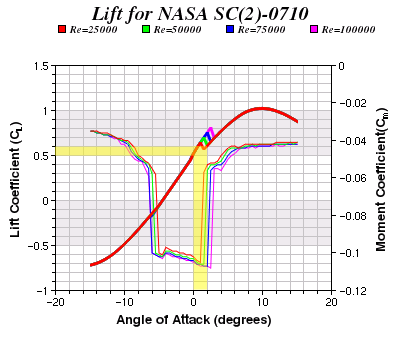 Lift for NASA SC(2)-0710
Re=25000 Re=50000 Re=75000 Re=100000
1.5 0
1 -0.02
0.5 -0.04
0 -0.06
-0.5 -0.08
-1 -0.1
-0.12
-20 -10 0 10 20
Lift Coefficient (CL)
Moment Coefficient(Cm)
Angle of Attack (degrees)